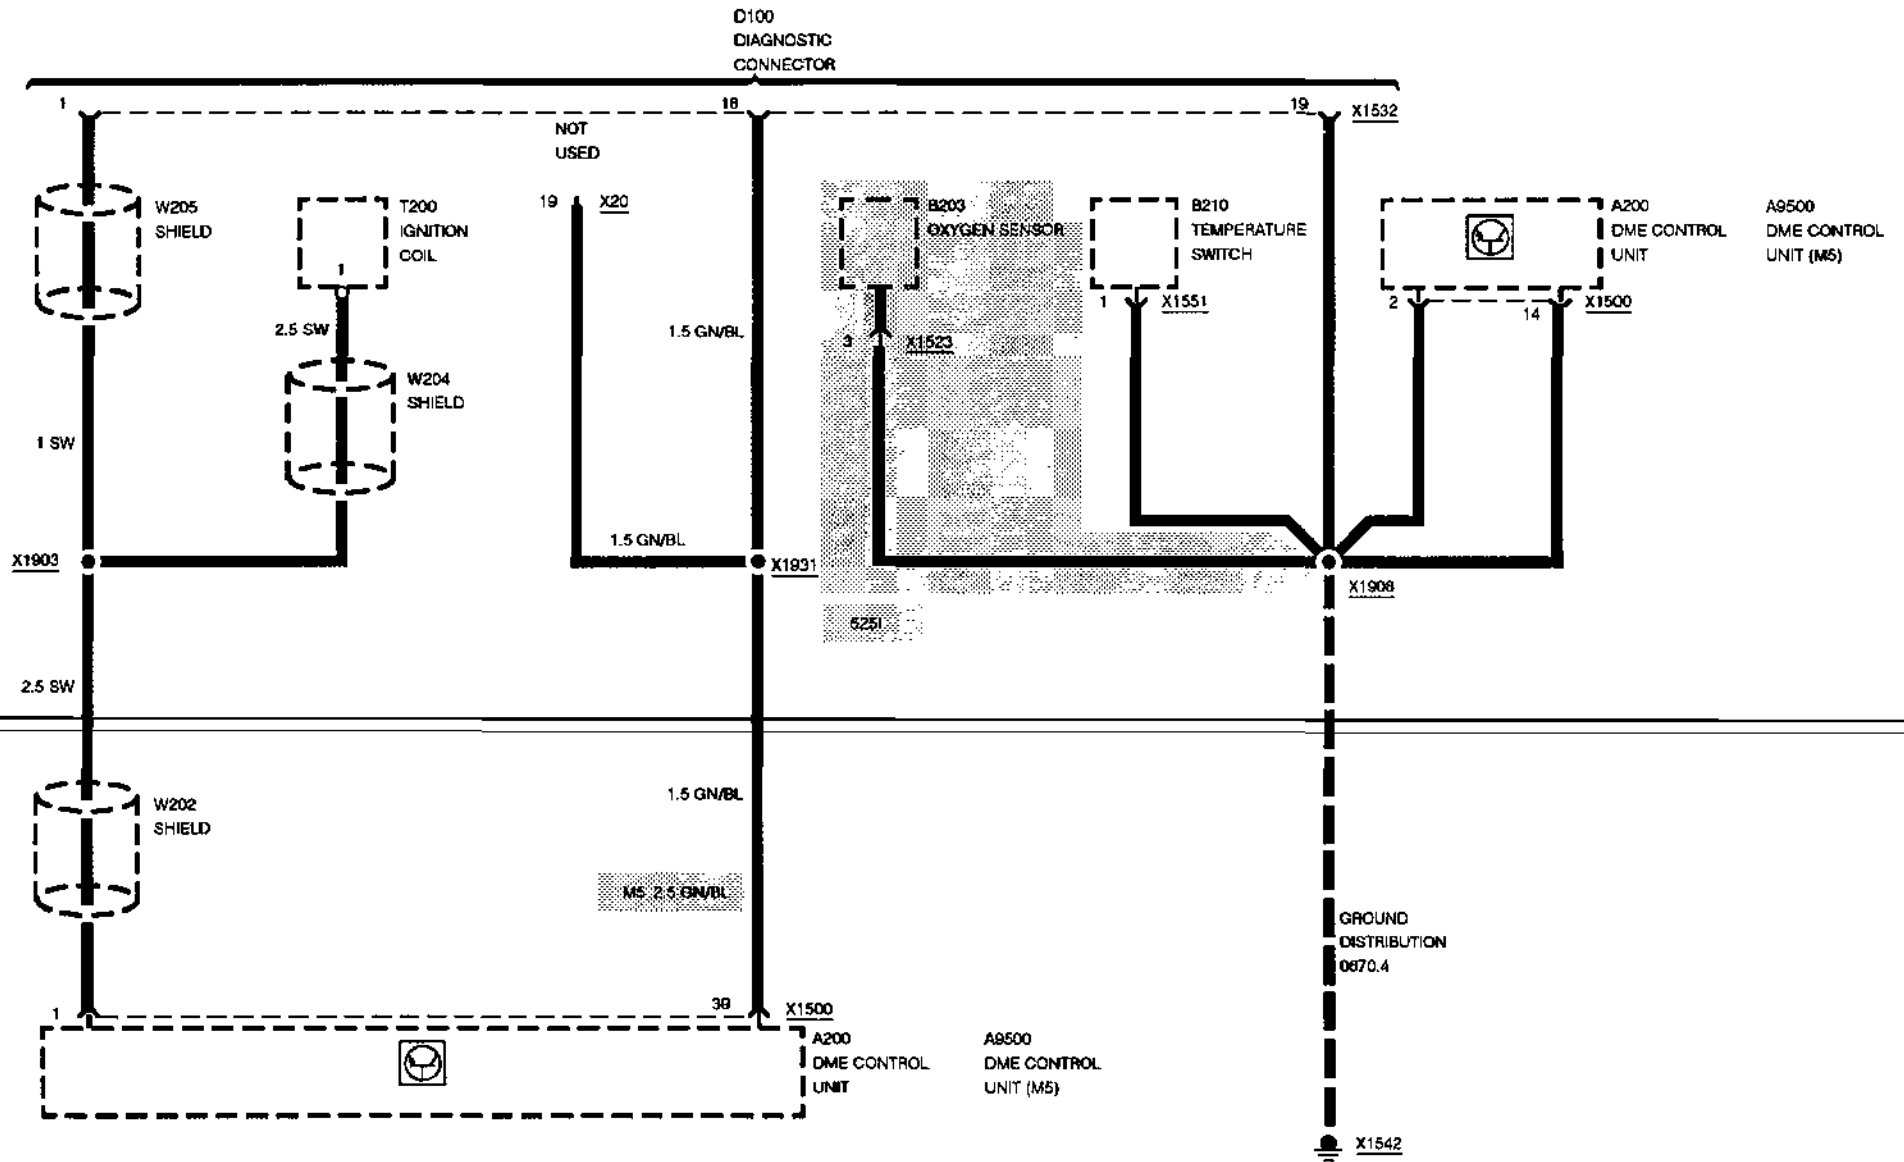 D100
DIAGNOSTIC
CONNECTOR
1
18
19
X1532
NOT
USED
W205
SHIELD
T200
IGNITION
COIL
1
19
X20
B203
OXYGEN SENSOR
B210
TEMPERATURE
SWITCH
A200
DME CONTROL
UNIT
A9500
DME CONTROL
UNIT (M5)
1
X1551
2
14
X1500
2.5 SW
1.5 GN/BL
3
X1523
W204
SHIELD
1 SW
1.5 GN/BL
X1903
X1931
X1906
525I
2.5 SW
W202
SHIELD
1.5 GN/BL
M5 2.5 GN/BL
GROUND
DISTRIBUTION
0670.4
1
39
X1500
A200
DME CONTROL
UNIT
A9500
DME CONTROL
UNIT (M5)
X1542